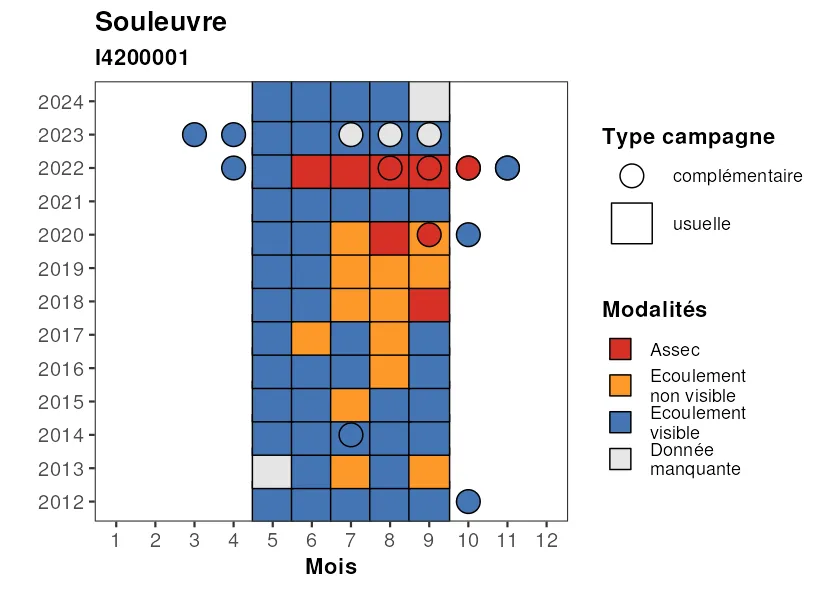 Souleuvre
I4200001
2024
2023
2022
2021
2020
2019
2018
2017
2016
2015
2014
2013
2012
1 2 3 4 5 6 7 8 9 10 11 12
Mois
Type campagne
complémentaire
usuelle
Modalités
Assec
Ecoulement
non visible
Ecoulement
visible
Donnée
manquante